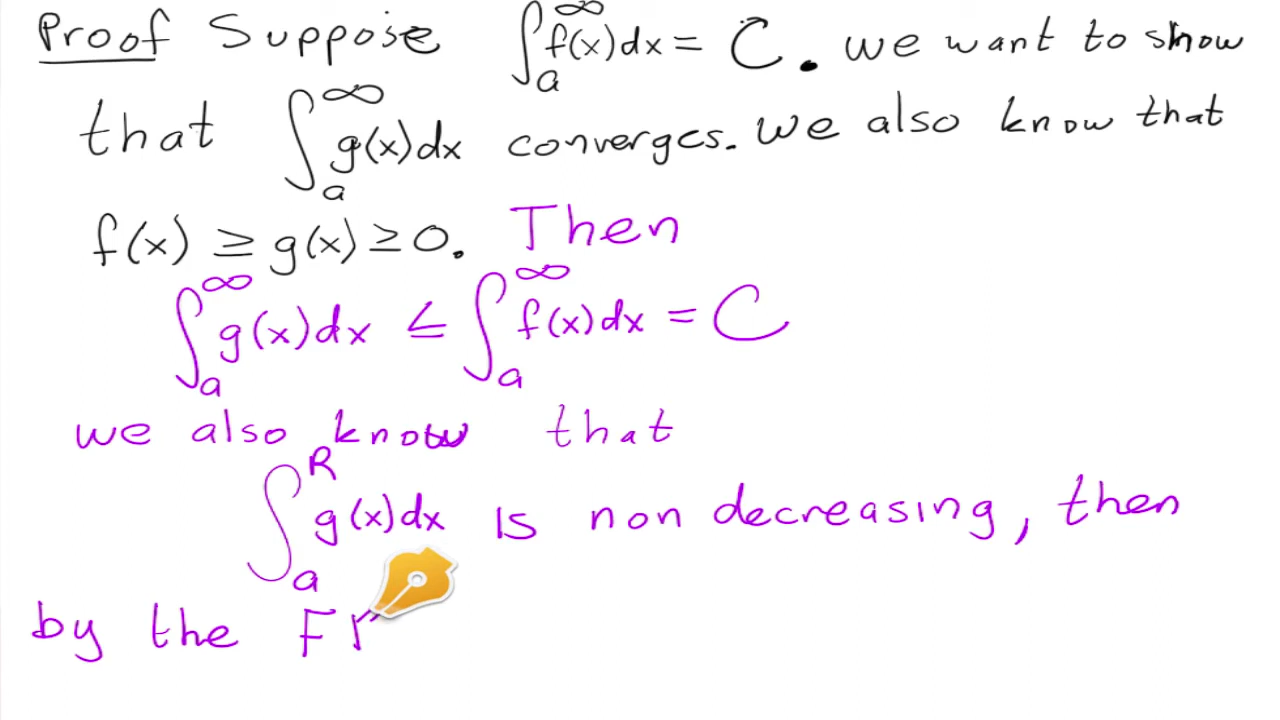 Proof Suppose ∫_a^∞ f(x)dx = C. we want to show
that ∫_a^∞ g(x)dx converges. we also know that
f(x) ≥ g(x) ≥ 0. Then
∫_a^∞ g(x)dx ≤ ∫_a^∞ f(x)dx = C
we also know that
∫_a^R g(x)dx is non decreasing, then
by the F